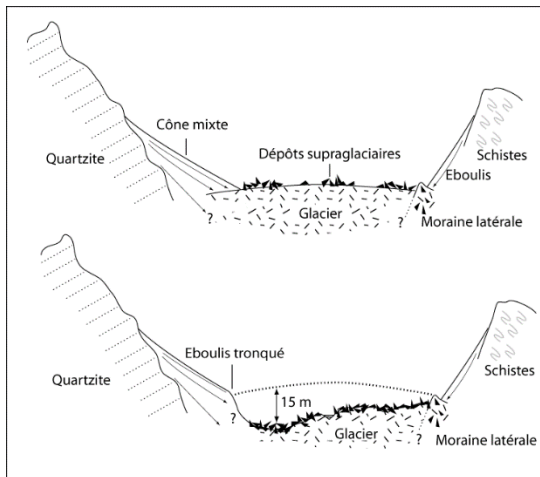 Cône mixte
Quartzite
Dépôts supraglaciaires
Schistes
Eboulis
Glacier
?
?
Moraine latérale
Eboulis tronqué
Quartzite
15 m
Schistes
?
Glacier
?
Moraine latérale